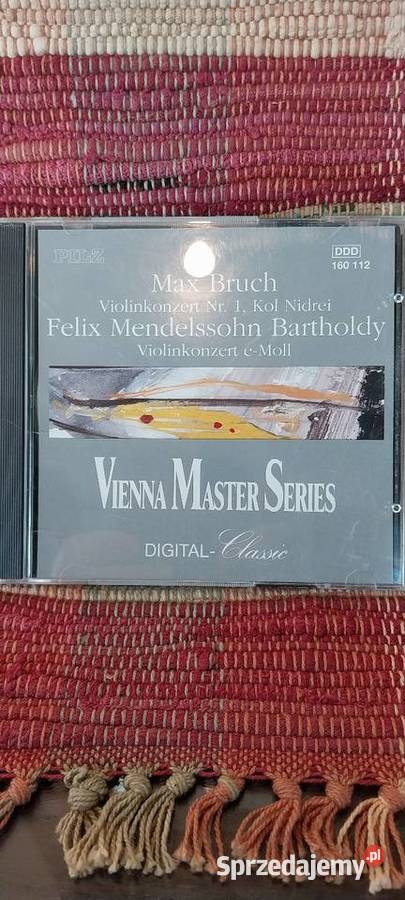 PILZ
DDD
160 112
Max Bruch
Violinkonzert Nr. 1, Kol Nidrei
Felix Mendelssohn Bartholdy
Violinkonzert e-Moll
VIENNA MASTER SERIES
DIGITAL-Classic
Sprzedajemy.pl